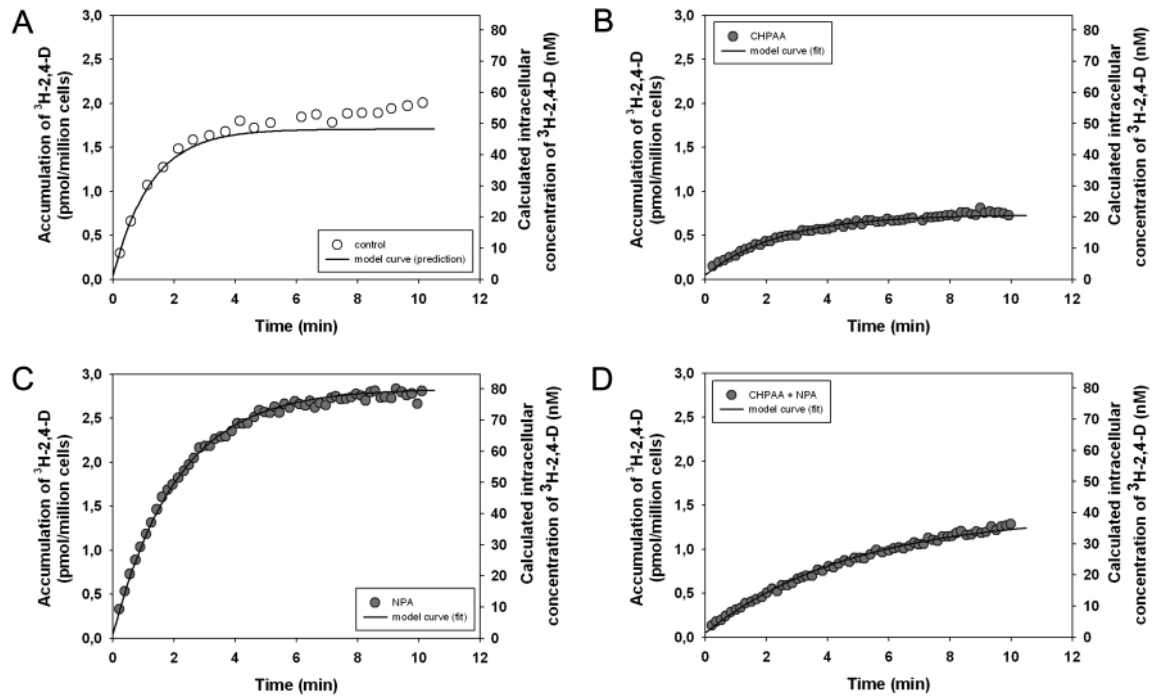 A
Accumulation of ³H-2,4-D
(pmol/million cells)
3,0
2,5
2,0
1,5
1,0
0,5
0,0
0 2 4 6 8 10 12
Time (min)
80
70
60
50
40
30
20
10
0
Calculated intracellular
concentration of ³H-2,4-D (nM)
control
model curve (prediction)
B
Accumulation of ³H-2,4-D
(pmol/million cells)
3,0
2,5
2,0
1,5
1,0
0,5
0,0
0 2 4 6 8 10 12
Time (min)
80
70
60
50
40
30
20
10
0
Calculated intracellular
concentration of ³H-2,4-D (nM)
CHPAA
model curve (fit)
C
Accumulation of ³H-2,4-D
(pmol/million cells)
3,0
2,5
2,0
1,5
1,0
0,5
0,0
0 2 4 6 8 10 12
Time (min)
80
70
60
50
40
30
20
10
0
Calculated intracellular
concentration of ³H-2,4-D (nM)
NPA
model curve (fit)
D
Accumulation of ³H-2,4-D
(pmol/million cells)
3,0
2,5
2,0
1,5
1,0
0,5
0,0
0 2 4 6 8 10 12
Time (min)
80
70
60
50
40
30
20
10
0
Calculated intracellular
concentration of ³H-2,4-D (nM)
CHPAA + NPA
model curve (fit)